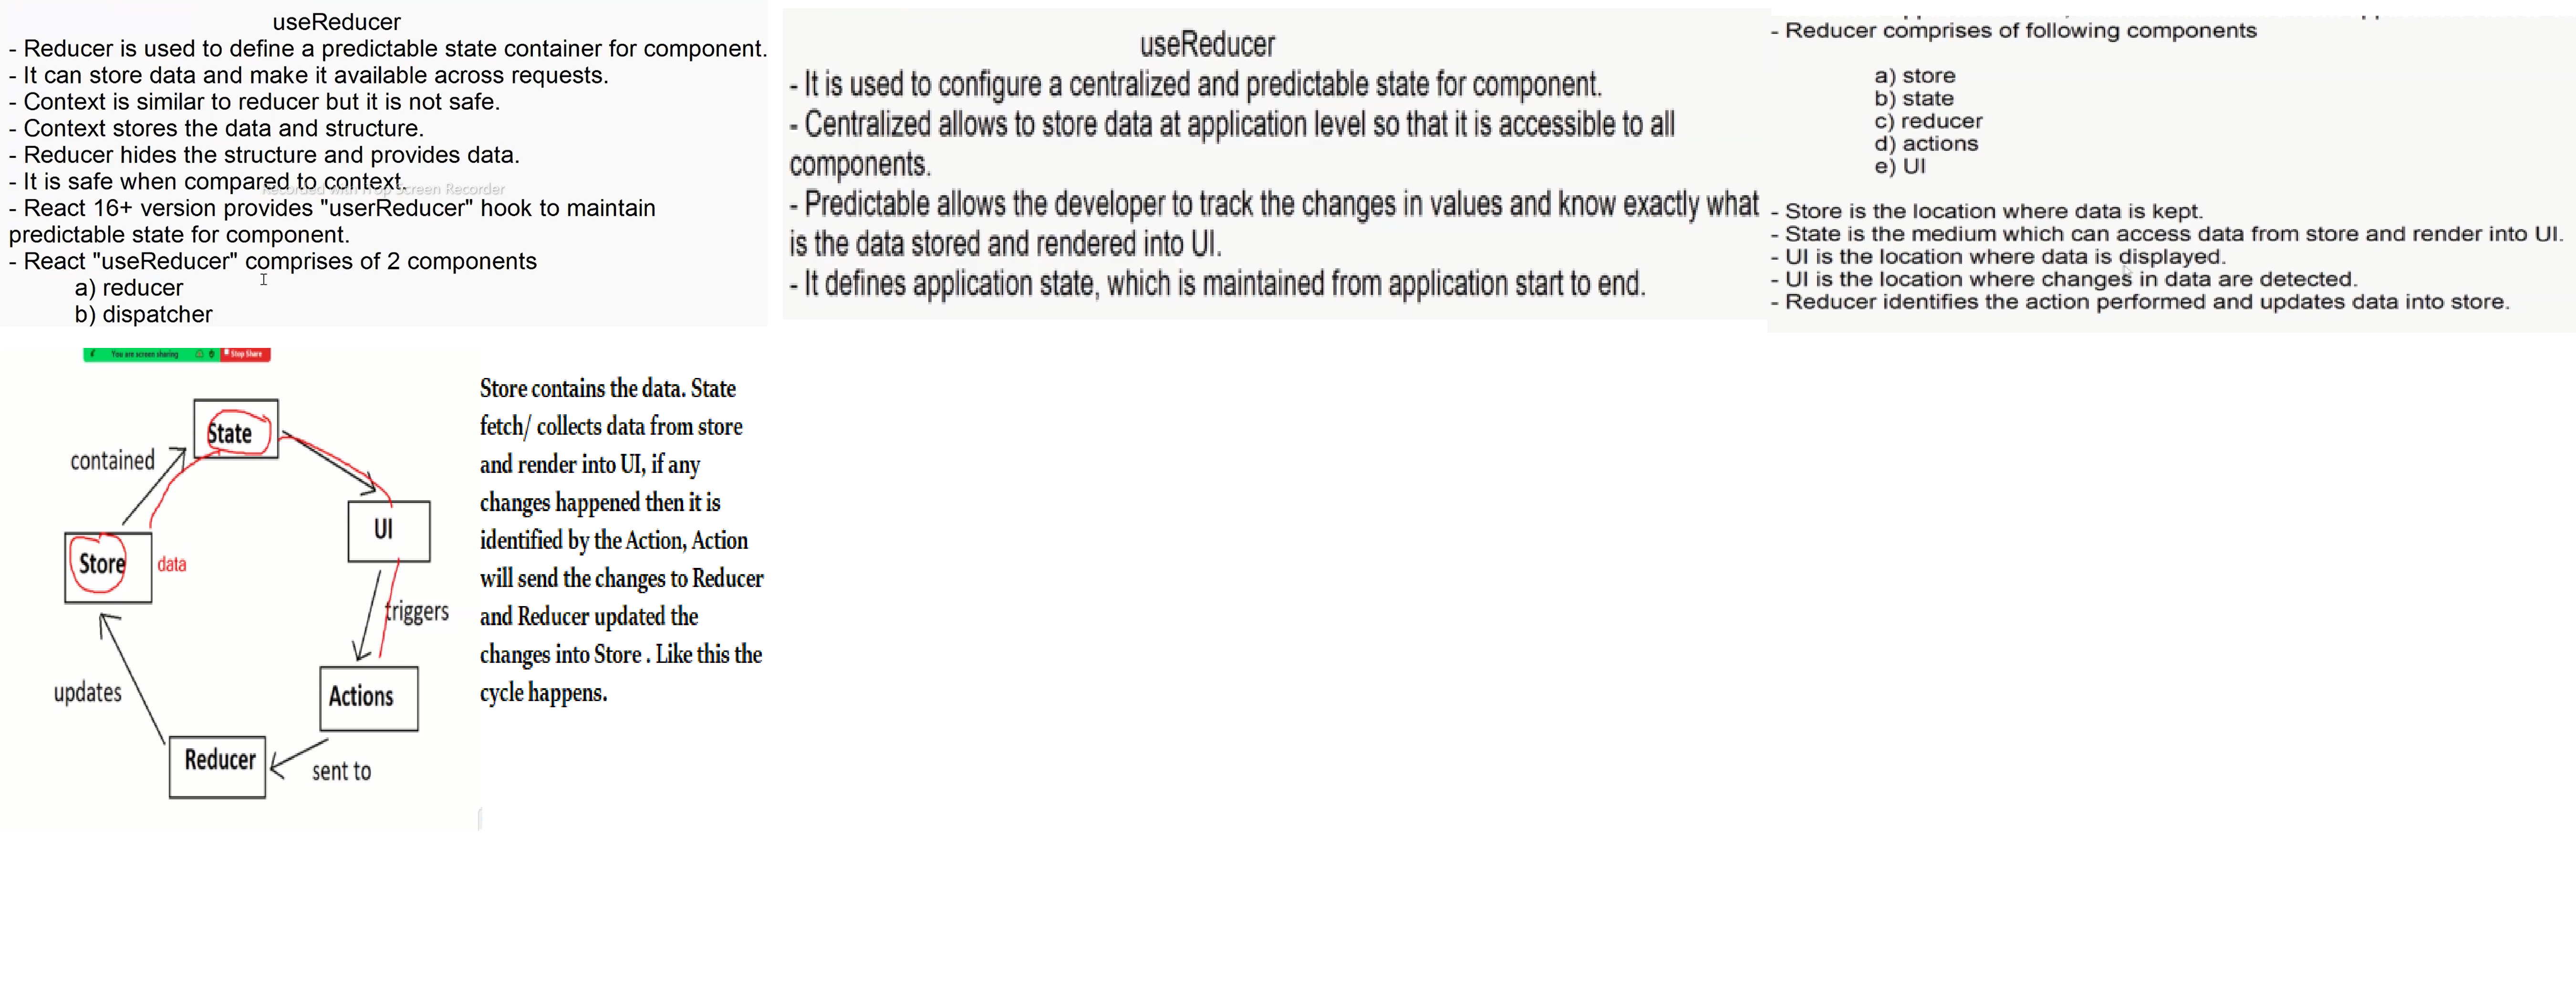 useReducer
- Reducer is used to define a predictable state container for component.
- It can store data and make it available across requests.
- Context is similar to reducer but it is not safe.
- Context stores the data and structure.
- Reducer hides the structure and provides data.
- It is safe when compared to context.
Recorded with iTop Screen Recorder
- React 16+ version provides "userReducer" hook to maintain
predictable state for component.
- React "useReducer" comprises of 2 components
a) reducer
b) dispatcher
useReducer
- It is used to configure a centralized and predictable state for component.
- Centralized allows to store data at application level so that it is accessible to all
components.
- Predictable allows the developer to track the changes in values and know exactly what
is the data stored and rendered into UI.
- It defines application state, which is maintained from application start to end.
- Reducer comprises of following components
a) store
b) state
c) reducer
d) actions
e) UI
- Store is the location where data is kept.
- State is the medium which can access data from store and render into UI.
- UI is the location where data is displayed.
- UI is the location where changes in data are detected.
- Reducer identifies the action performed and updates data into store.
You are screen sharing
Stop Share
State
contained
UI
Store
data
triggers
Actions
updates
Reducer
sent to
Store contains the data. State
fetch/ collects data from store
and render into UI, if any
changes happened then it is
identified by the Action, Action
will send the changes to Reducer
and Reducer updated the
changes into Store . Like this the
cycle happens.